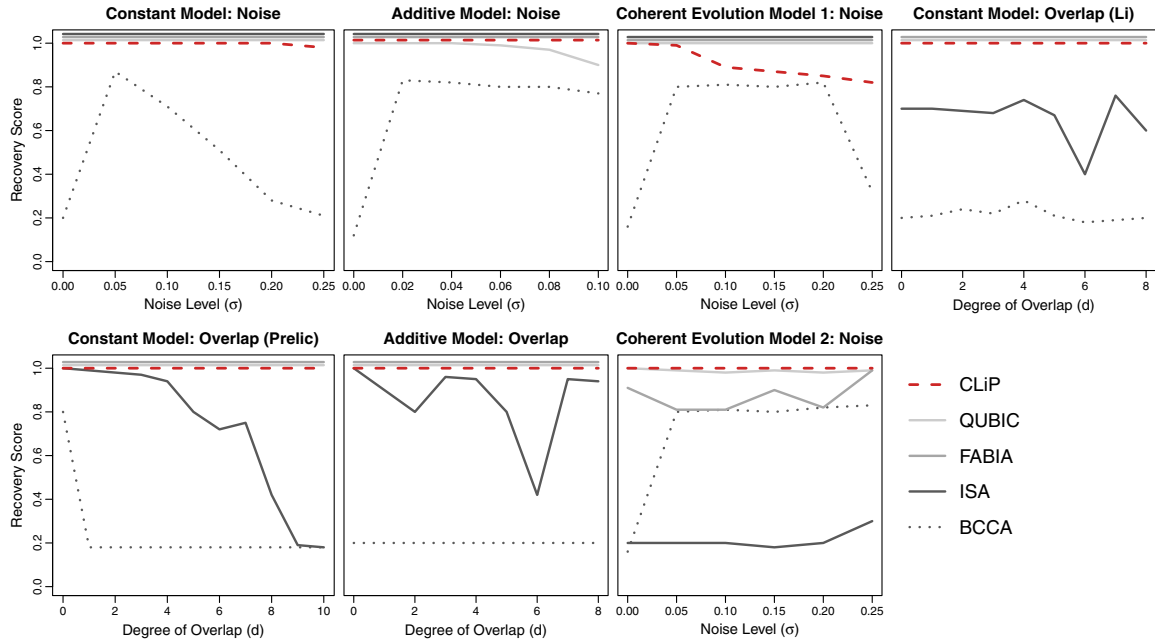 Constant Model: Noise
Additive Model: Noise
Coherent Evolution Model 1: Noise
Constant Model: Overlap (Li)
Recovery Score
0.0 0.2 0.4 0.6 0.8 1.0
0.00 0.05 0.10 0.15 0.20 0.25
Noise Level (σ)
0.00 0.02 0.04 0.06 0.08 0.10
Noise Level (σ)
0.00 0.05 0.10 0.15 0.20 0.25
Noise Level (σ)
0 2 4 6 8
Degree of Overlap (d)
Constant Model: Overlap (Prelic)
Additive Model: Overlap
Coherent Evolution Model 2: Noise
Recovery Score
0.0 0.2 0.4 0.6 0.8 1.0
0 2 4 6 8 10
Degree of Overlap (d)
0 2 4 6 8
Degree of Overlap (d)
0.00 0.05 0.10 0.15 0.20 0.25
Noise Level (σ)
CLiP
QUBIC
FABIA
ISA
BCCA